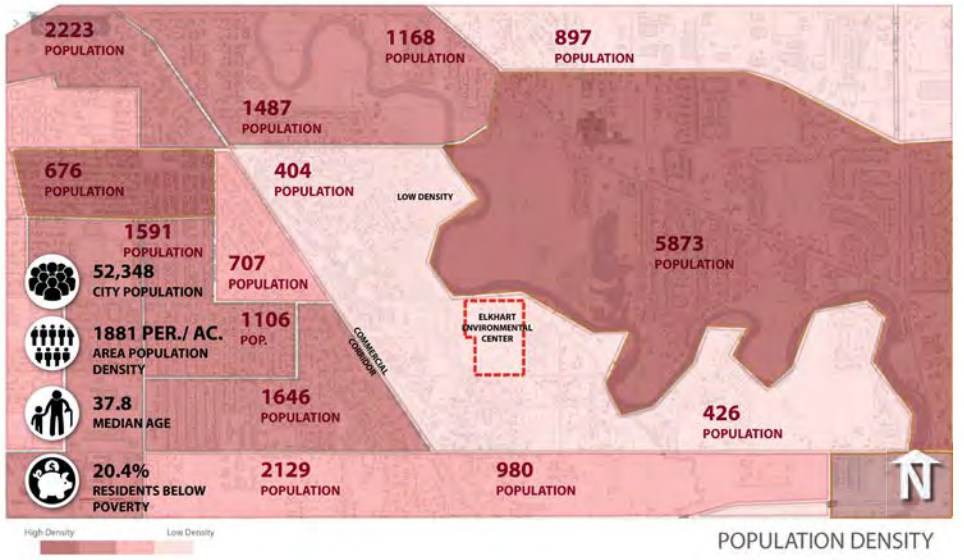 2223
POPULATION
1168
POPULATION
897
POPULATION
1487
POPULATION
676
POPULATION
404
POPULATION
LOW DENSITY
1591
POPULATION
707
POPULATION
5873
POPULATION
52,348
CITY POPULATION
1881 PER./ AC.
AREA POPULATION
DENSITY
1106
POP.
COMMERCIAL
CORRIDOR
ELKHART
ENVIRONMENTAL
CENTER
37.8
MEDIAN AGE
1646
POPULATION
426
POPULATION
20.4%
RESIDENTS BELOW
POVERTY
2129
POPULATION
980
POPULATION
N
High Density
Low Density
POPULATION DENSITY